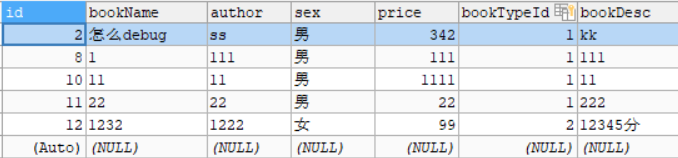 id bookName author sex price bookTypeId bookDesc
2 怎么debug ss 男 342 1 kk
8 1 111 男 111 1 111
10 11 11 男 1111 1 11
11 22 22 男 22 1 222
12 1232 1222 女 99 2 12345分
(Auto) (NULL) (NULL) (NULL) (NULL) (NULL) (NULL)